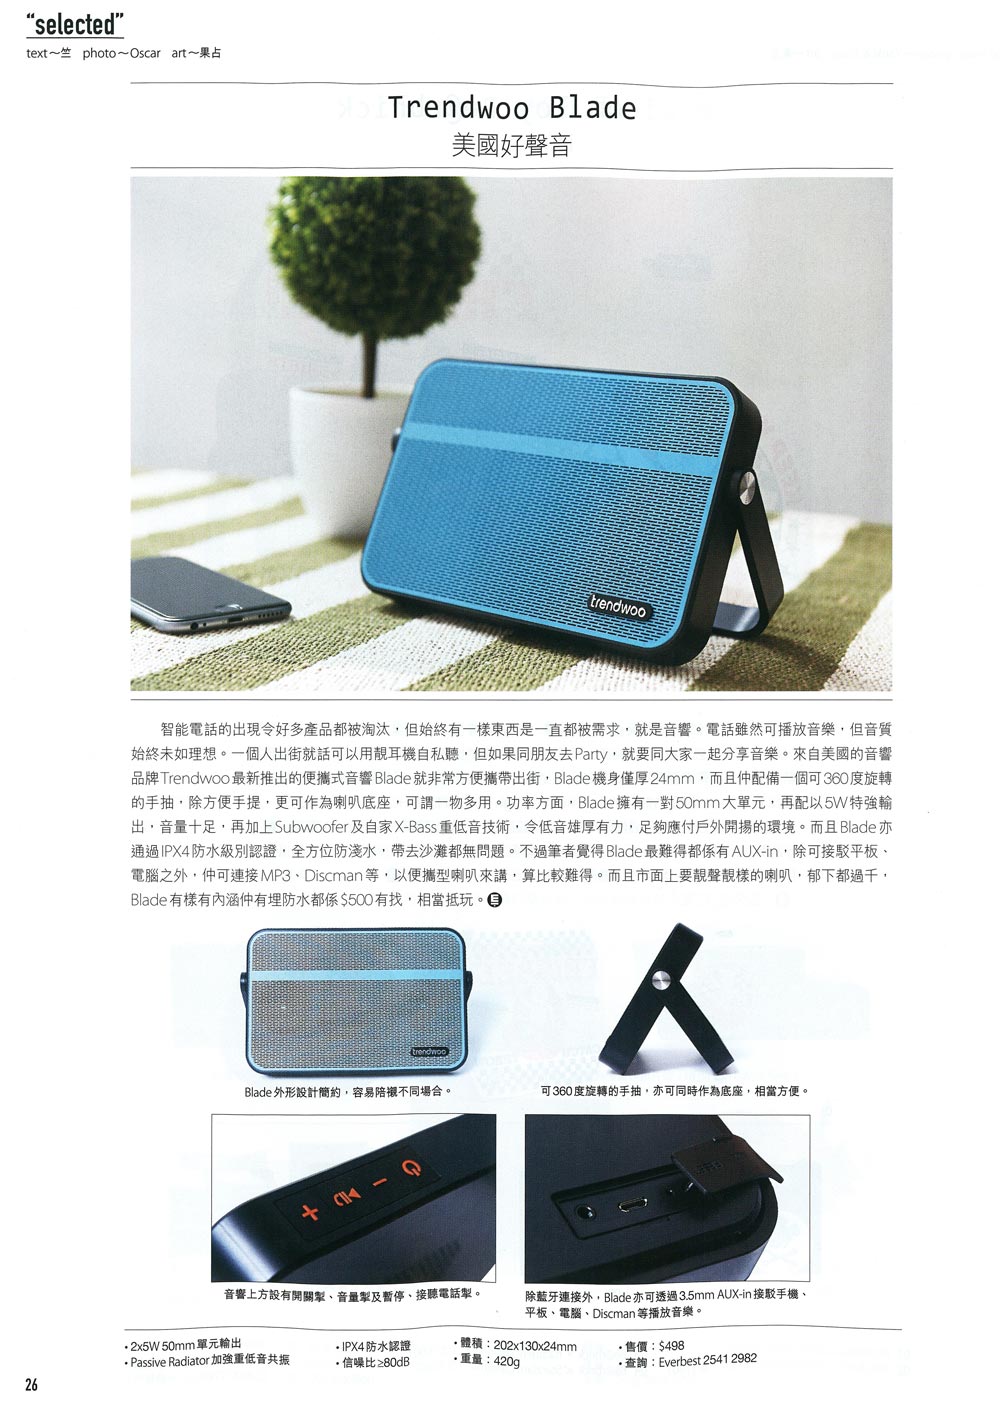 “selected”
text～竺 photo～Oscar art～果占
Trendwoo Blade
美國好聲音
trendwoo
智能電話的出現令好多產品都被淘汰，但始終有一樣東西是一直都被需求，就是音響。電話雖然可播放音樂，但音質
始終未如理想。一個人出街就話可以用靚耳機自私聽，但如果同朋友去Party，就要同大家一起分享音樂。來自美國的音響
品牌Trendwoo最新推出的便攜式音響Blade就非常方便攜帶出街，Blade機身僅厚24mm，而且仲配備一個可360度旋轉
的手抽，除方便手提，更可作為喇叭底座，可謂一物多用。功率方面，Blade擁有一對50mm大單元，再配以5W特強輸
出，音量十足，再加上Subwoofer及自家X-Bass重低音技術，令低音雄厚有力，足夠應付戶外開揚的環境。而且Blade亦
通過IPX4防水級別認證，全方位防淺水，帶去沙灘都無問題。不過筆者覺得Blade最難得都係有AUX-in，除可接駁平板、
電腦之外，仲可連接MP3、Discman等，以便攜型喇叭來講，算比較難得。而且市面上要靚聲靚樣的喇叭，郁下都過千，
Blade有樣有內涵仲有埋防水都係$500有找，相當抵玩。
trendwoo
Blade外形設計簡約，容易陪襯不同場合。
可360度旋轉的手抽，亦可同時作為底座，相當方便。
音響上方設有開關掣、音量掣及暫停、接聽電話掣。
除藍牙連接外，Blade亦可透過3.5mm AUX-in接駁手機、
平板、電腦、Discman等播放音樂。
・2x5W 50mm單元輸出
・Passive Radiator加強重低音共振
・IPX4防水認證
・信噪比≥80dB
・體積：202x130x24mm
・重量：420g
・售價：$498
・查詢：Everbest 2541 2982
26